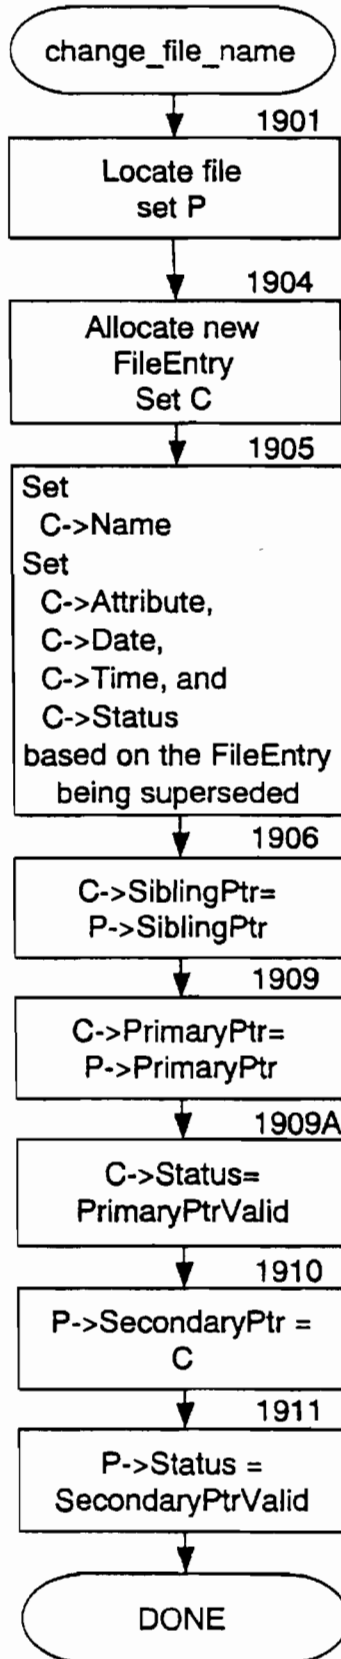 change_file_name
1901
Locate file
set P
1904
Allocate new
FileEntry
Set C
1905
Set
C->Name
Set
C->Attribute,
C->Date,
C->Time, and
C->Status
based on the FileEntry
being superseded
1906
C->SiblingPtr=
P->SiblingPtr
1909
C->PrimaryPtr=
P->PrimaryPtr
1909A
C->Status=
PrimaryPtrValid
1910
P->SecondaryPtr =
C
1911
P->Status =
SecondaryPtrValid
DONE